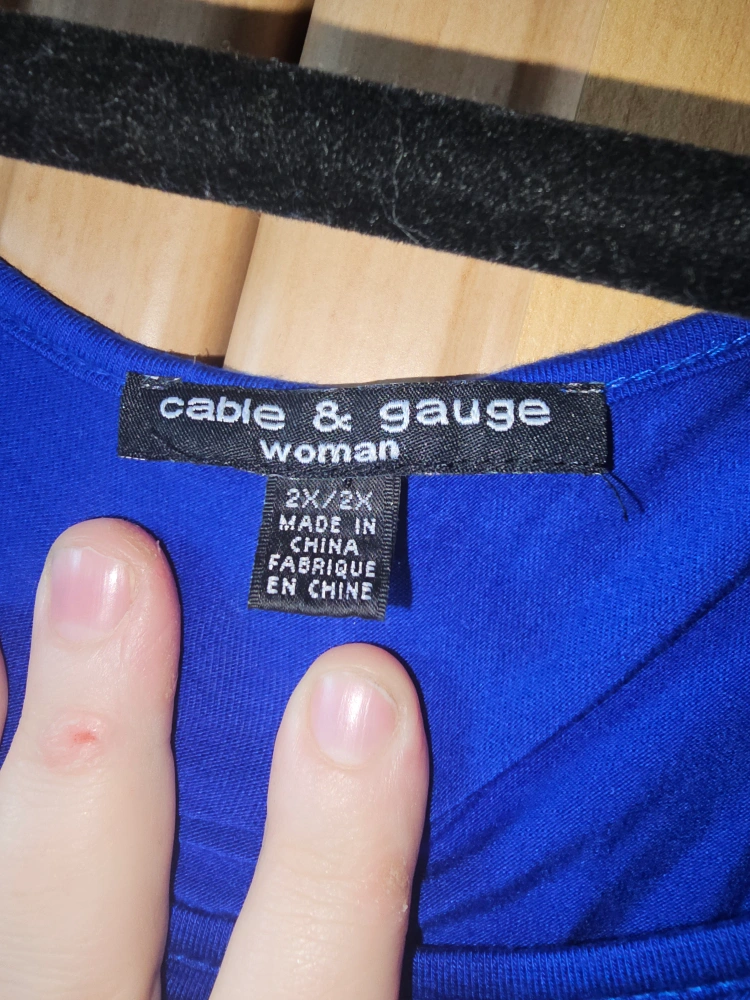 cable & gauge
woman
2X/2X
MADE IN
CHINA
FABRIQUE
EN CHINE